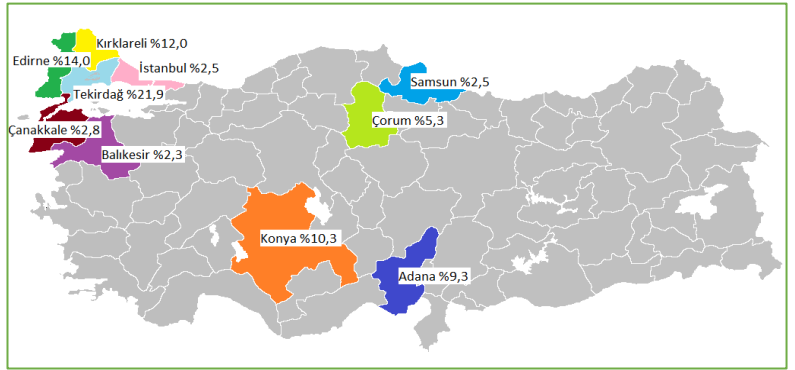 Kırklareli %12,0
Edirne %14,0
İstanbul %2,5
Samsun %2,5
Tekirdağ %21,9
Çorum %5,3
Çanakkale %2,8
Balıkesir %2,3
Konya %10,3
Adana %9,3